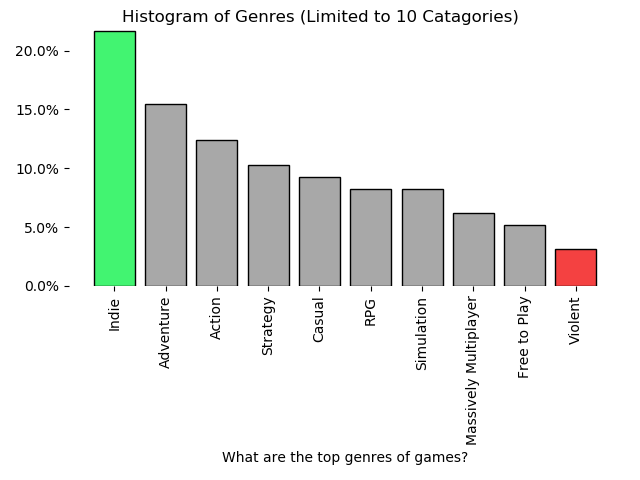 Histogram of Genres (Limited to 10 Catagories)
20.0%
15.0%
10.0%
5.0%
0.0%
Indie
Adventure
Action
Strategy
Casual
RPG
Simulation
Massively Multiplayer
Free to Play
Violent
What are the top genres of games?